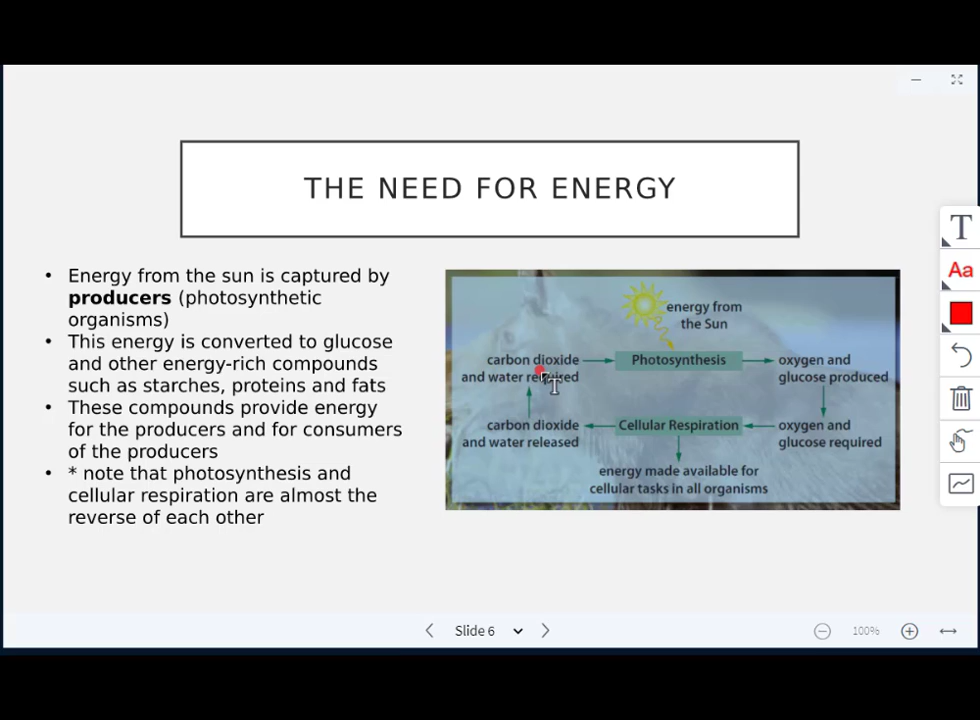 THE NEED FOR ENERGY
• Energy from the sun is captured by
producers (photosynthetic
organisms)
• This energy is converted to glucose
and other energy-rich compounds
such as starches, proteins and fats
• These compounds provide energy
for the producers and for consumers
of the producers
• * note that photosynthesis and
cellular respiration are almost the
reverse of each other
energy from
the Sun
carbon dioxide
and water required
Photosynthesis
oxygen and
glucose produced
carbon dioxide
and water released
Cellular Respiration
oxygen and
glucose required
energy made available for
cellular tasks in all organisms
T
Aa
Slide 6
100%